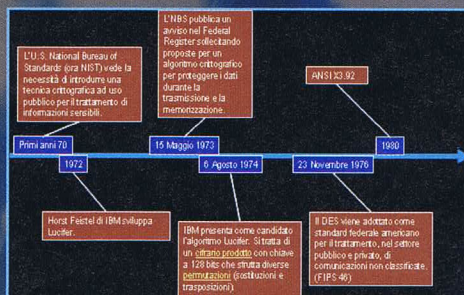 L'U.S. National Bureau of
Standards (ora NIST) vede la
necessità di introdurre una
tecnica crittografica ad uso
pubblico per il trattamento di
informazioni sensibili.
L'NBS pubblica un
avviso nel Federal
Register sollecitando
proposte per un
algoritmo crittografico
per proteggere i dati
durante la
trasmissione e la
memorizzazione.
ANSI X3.92
Primi anni 70
15 Maggio 1973
1980
1972
6 Agosto 1974
23 Novembre 1976
Horst Feistel di IBM sviluppa
Lucifer.
IBM presenta come candidato
l'algoritmo Lucifer. Si tratta di
un cifrario prodotto con chiave
a 128 bits che sfrutta diverse
permutazioni (sostituzioni e
trasposizioni).
Il DES viene adottato come
standard federale americano
per il trattamento, nel settore
pubblico e privato, di
comunicazioni non classificate.
(FIPS 46)